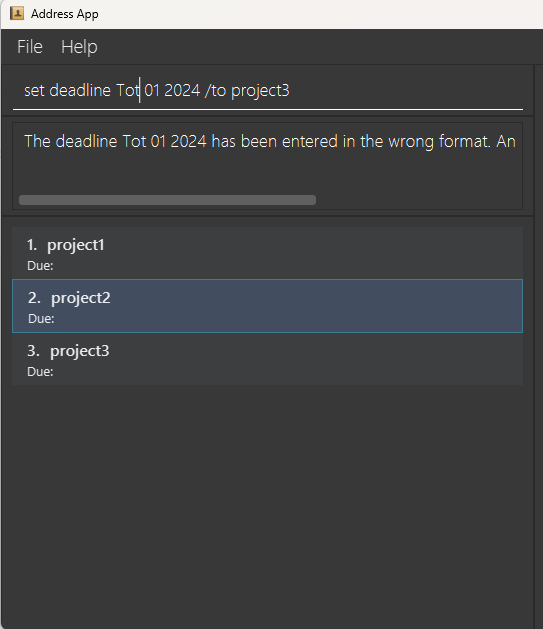 Address App
File Help
set deadline Tot 01 2024 /to project3
The deadline Tot 01 2024 has been entered in the wrong format. An
1. project1
Due:
2. project2
Due:
3. project3
Due: